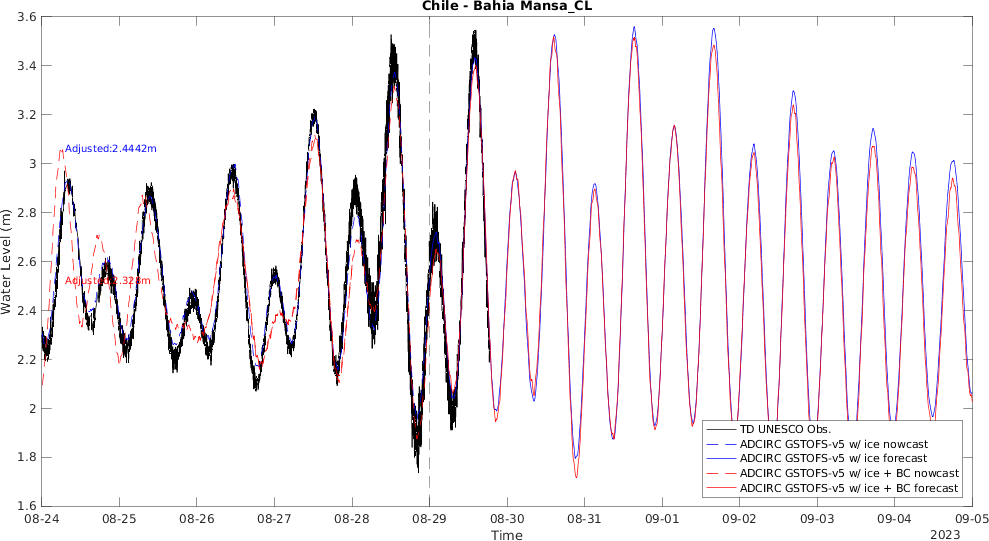 Chile - Bahia Mansa_CL
3.6
3.4
3.2
3
2.8
2.6
2.4
2.2
2
1.8
1.6
Water Level (m)
Adjusted:2.4442m
Adjusted:2.328m
TD UNESCO Obs.
ADCIRC GSTOFS-v5 w/ ice nowcast
ADCIRC GSTOFS-v5 w/ ice forecast
ADCIRC GSTOFS-v5 w/ ice + BC nowcast
ADCIRC GSTOFS-v5 w/ ice + BC forecast
08-24 08-25 08-26 08-27 08-28 08-29 08-30 08-31 09-01 09-02 09-03 09-04 09-05
Time
2023